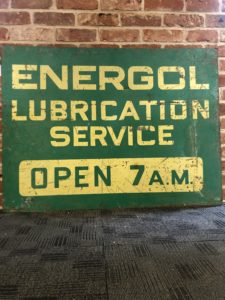 ENERGOL
LUBRICATION
SERVICE
OPEN 7 A.M.